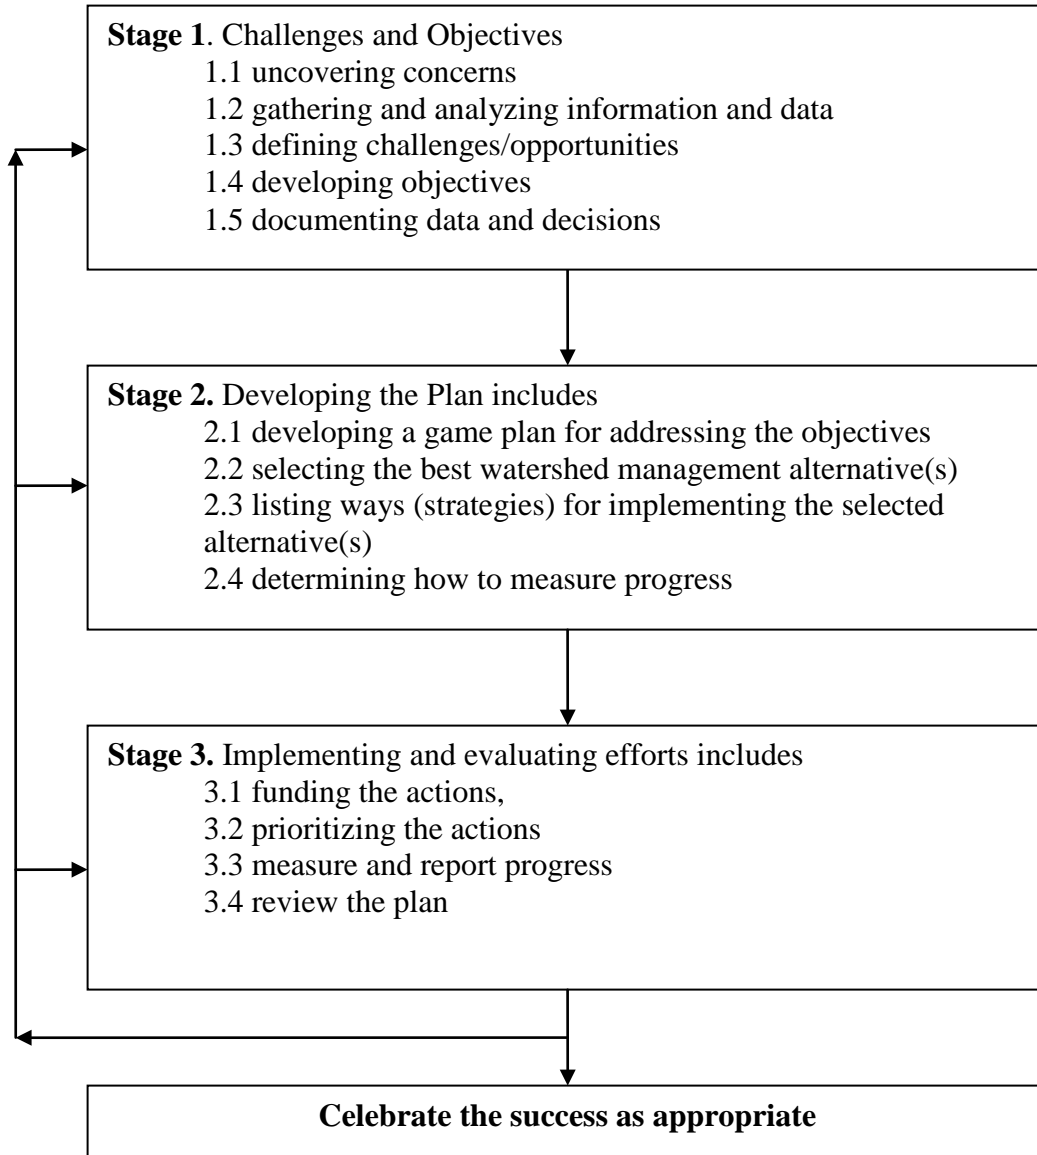 Stage 1. Challenges and Objectives
1.1 uncovering concerns
1.2 gathering and analyzing information and data
1.3 defining challenges/opportunities
1.4 developing objectives
1.5 documenting data and decisions
Stage 2. Developing the Plan includes
2.1 developing a game plan for addressing the objectives
2.2 selecting the best watershed management alternative(s)
2.3 listing ways (strategies) for implementing the selected
alternative(s)
2.4 determining how to measure progress
Stage 3. Implementing and evaluating efforts includes
3.1 funding the actions,
3.2 prioritizing the actions
3.3 measure and report progress
3.4 review the plan
Celebrate the success as appropriate